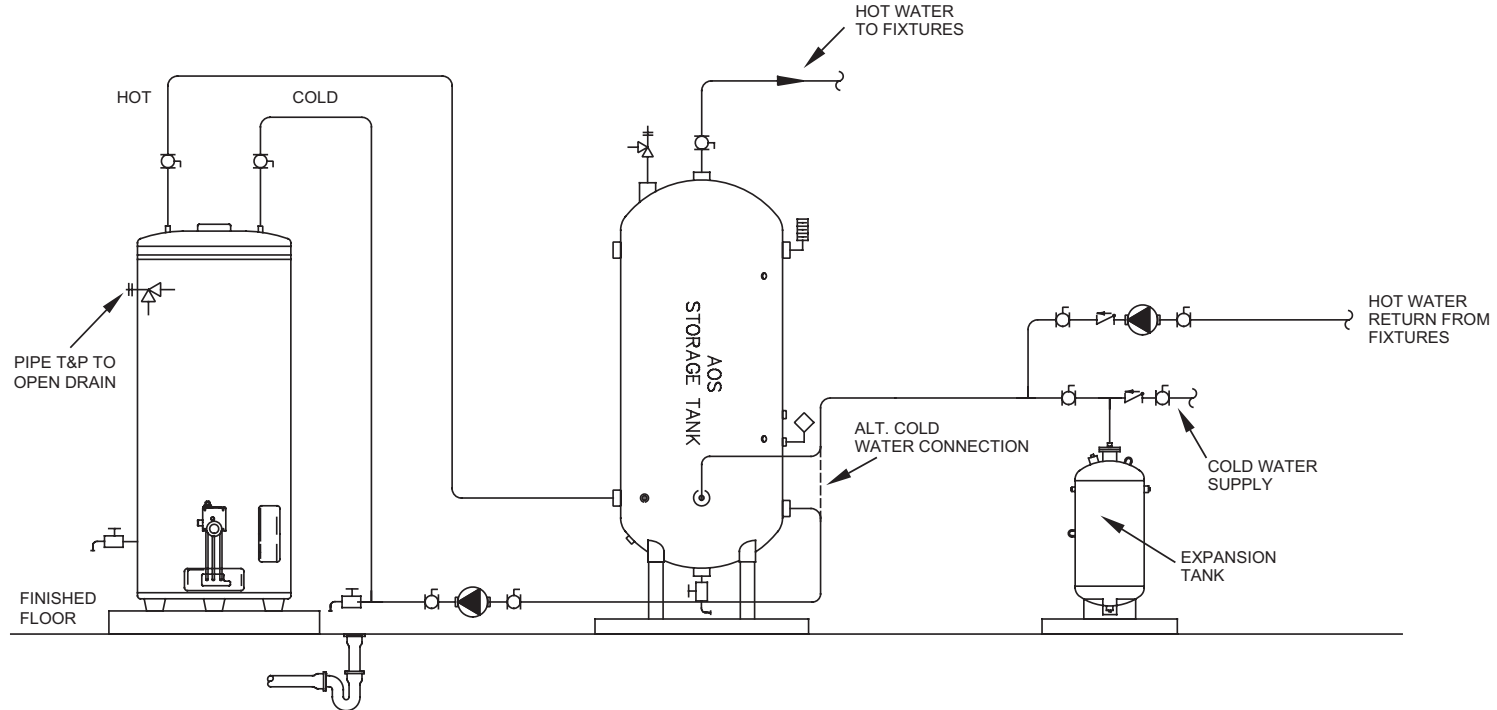 HOT WATER
TO FIXTURES
HOT
COLD
PIPE T&P TO
OPEN DRAIN
AOS
STORAGE TANK
HOT WATER
RETURN FROM
FIXTURES
ALT. COLD
WATER CONNECTION
COLD WATER
SUPPLY
EXPANSION
TANK
FINISHED
FLOOR